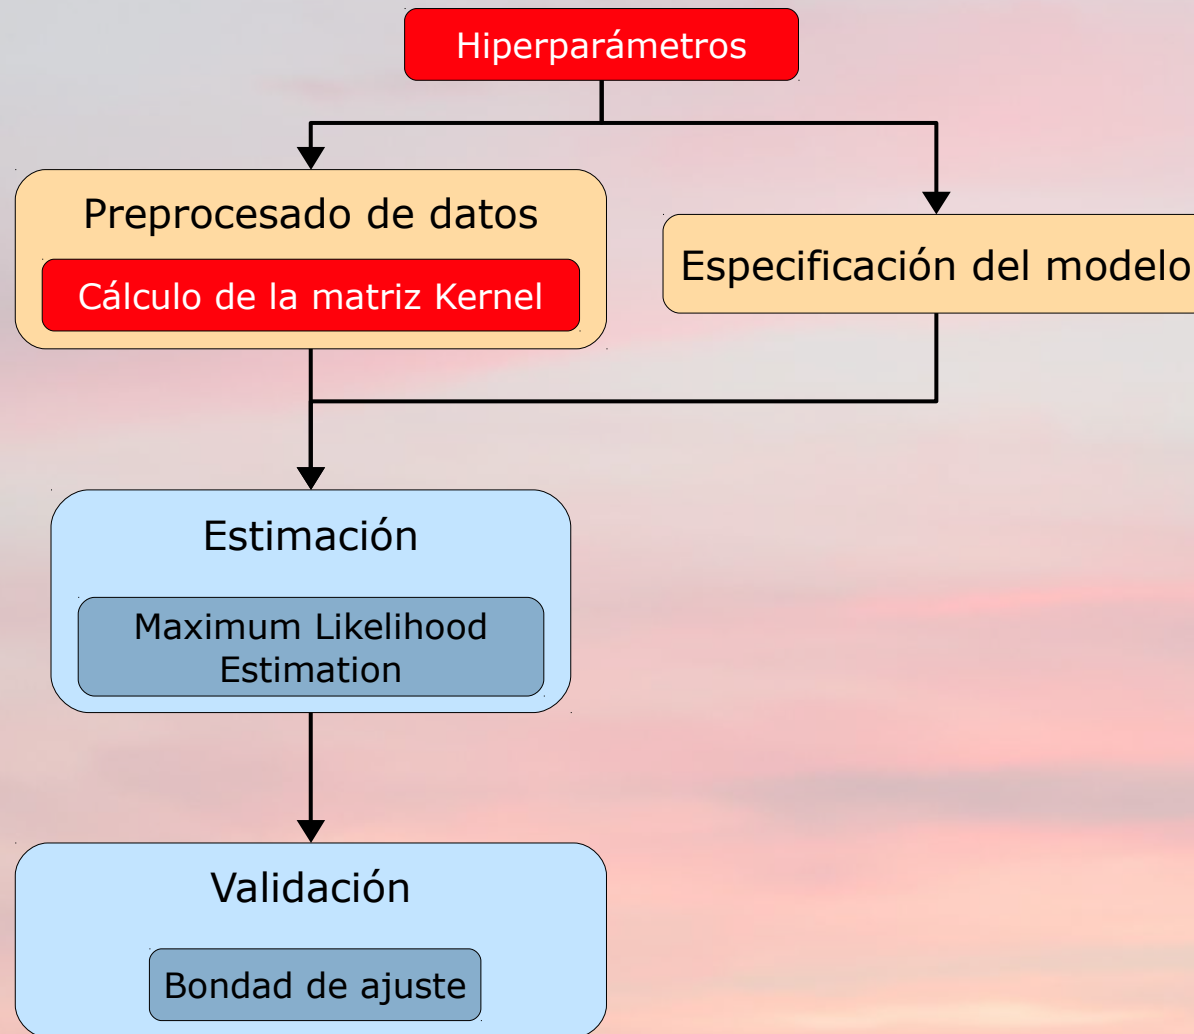 Hiperparámetros
Preprocesado de datos
Cálculo de la matriz Kernel
Especificación del modelo
Estimación
Maximum Likelihood
Estimation
Validación
Bondad de ajuste